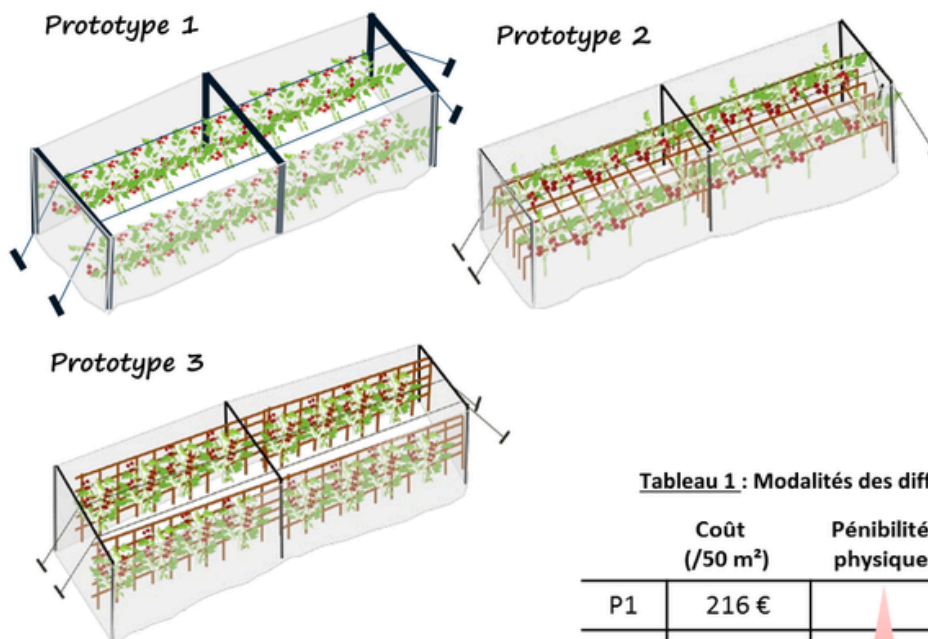 Prototype 1
Prototype 2
Prototype 3
Tableau 1 : Modalités des diff
Coût
(/50 m²)
Pénibilité
physique
P1
216 €